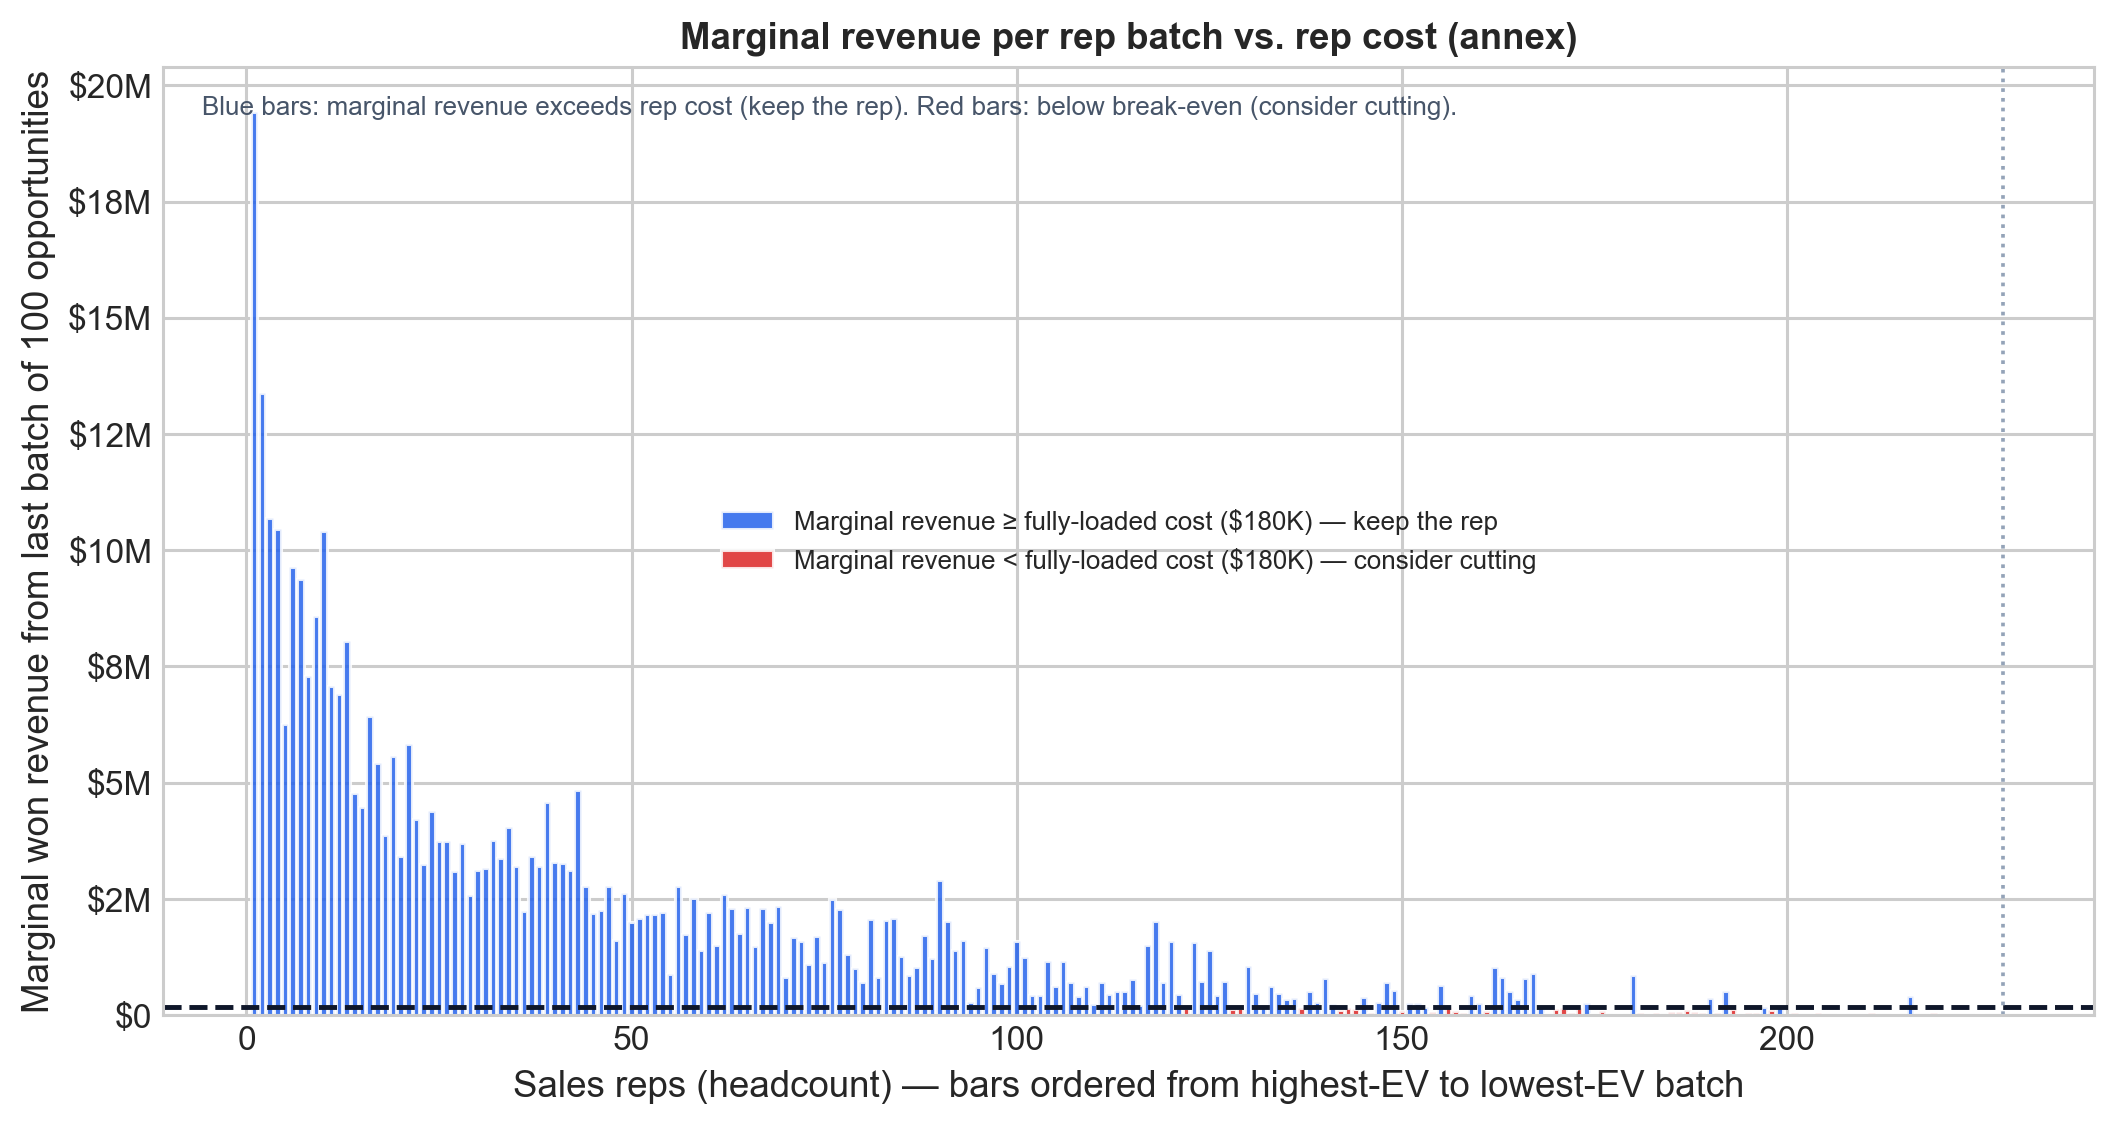 Marginal revenue per rep batch vs. rep cost (annex)
Marginal won revenue from last batch of 100 opportunities
$20M
$18M
$15M
$12M
$10M
$8M
$5M
$2M
$0
Blue bars: marginal revenue exceeds rep cost (keep the rep). Red bars: below break-even (consider cutting).
Marginal revenue ≥ fully-loaded cost ($180K) — keep the rep
Marginal revenue < fully-loaded cost ($180K) — consider cutting
0 50 100 150 200
Sales reps (headcount) — bars ordered from highest-EV to lowest-EV batch